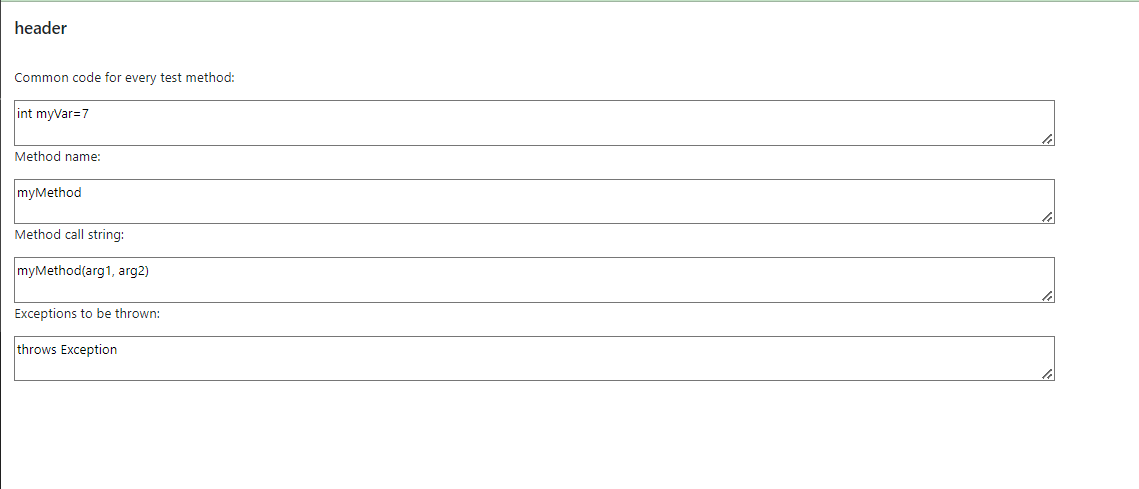 header
Common code for every test method:
int myVar=7
Method name:
myMethod
Method call string:
myMethod(arg1, arg2)
Exceptions to be thrown:
throws Exception